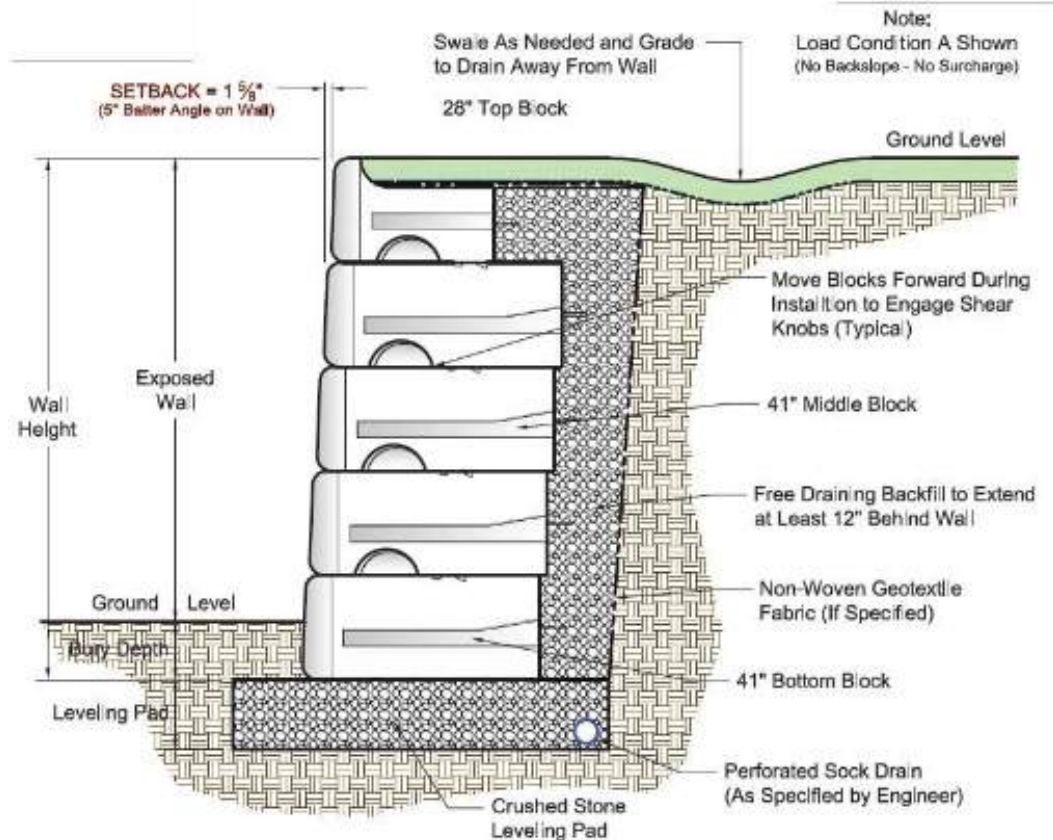 Note:
Load Condition A Shown
(No Backslope - No Surcharge)
Swale As Needed and Grade
to Drain Away From Wall
SETBACK = 1 5/8"
(5° Batter Angle on Wall)
28" Top Block
Ground Level
Move Blocks Forward During
Installtion to Engage Shear
Knobs (Typical)
Exposed
Wall
Wall
Height
41" Middle Block
Free Draining Backfill to Extend
at Least 12" Behind Wall
Non-Woven Geotextile
Fabric (If Specified)
Ground Level
Bury Depth
41" Bottom Block
Leveling Pad
Perforated Sock Drain
(As Specified by Engineer)
Crushed Stone
Leveling Pad